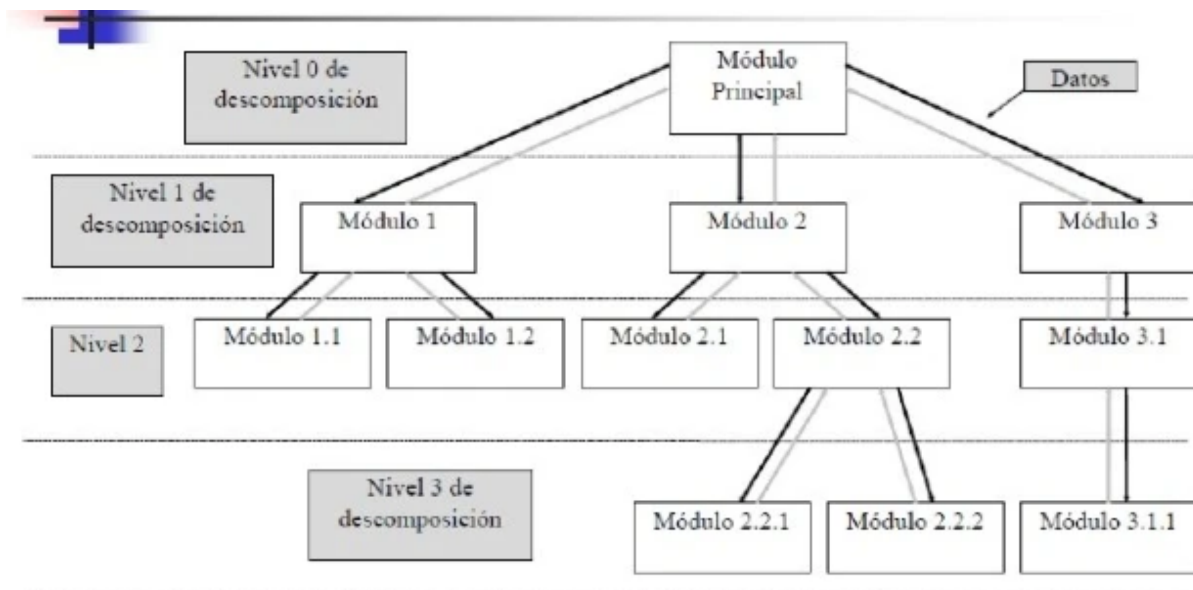 Nivel 0 de
descomposición
Módulo
Principal
Datos
Nivel 1 de
descomposición
Módulo 1
Módulo 2
Módulo 3
Nivel 2
Módulo 1.1
Módulo 1.2
Módulo 2.1
Módulo 2.2
Módulo 3.1
Nivel 3 de
descomposición
Módulo 2.2.1
Módulo 2.2.2
Módulo 3.1.1